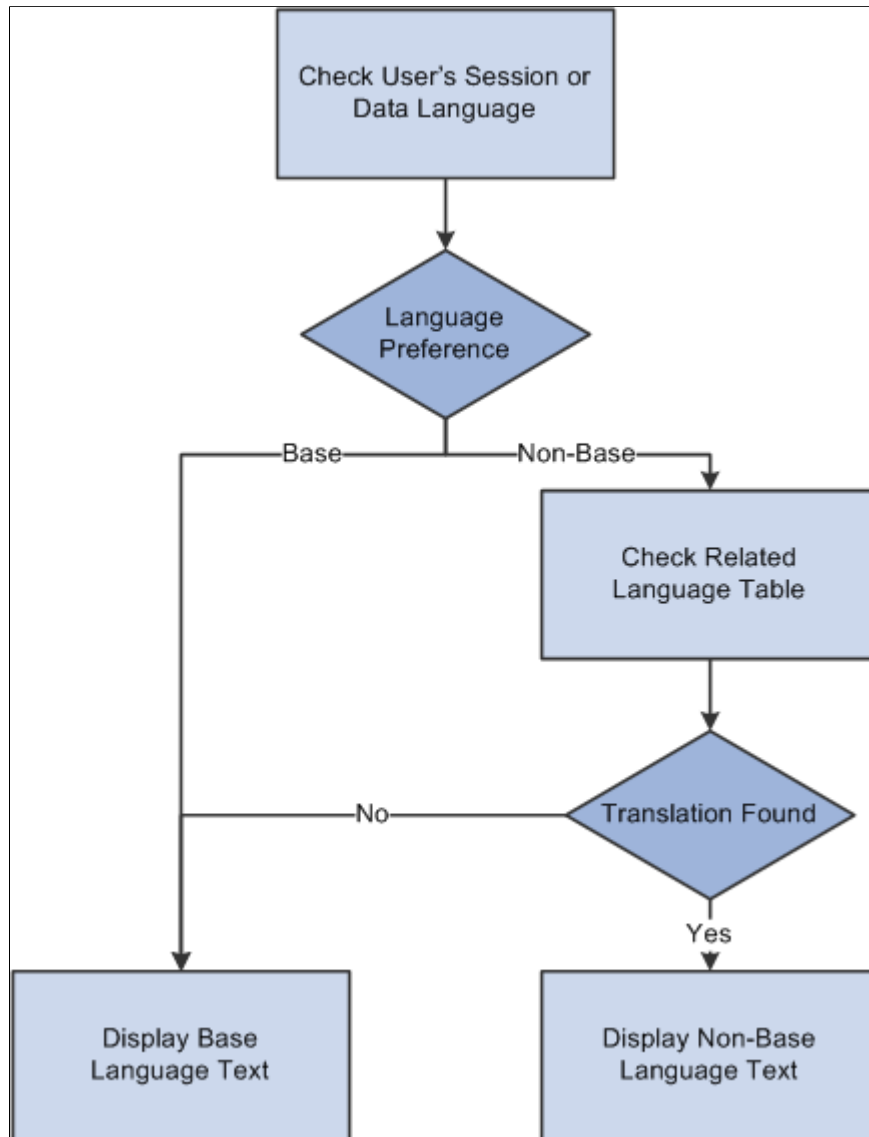 Check User's Session or
Data Language
Language
Preference
Base
Non-Base
Check Related
Language Table
Translation Found
No
Yes
Display Base
Language Text
Display Non-Base
Language Text